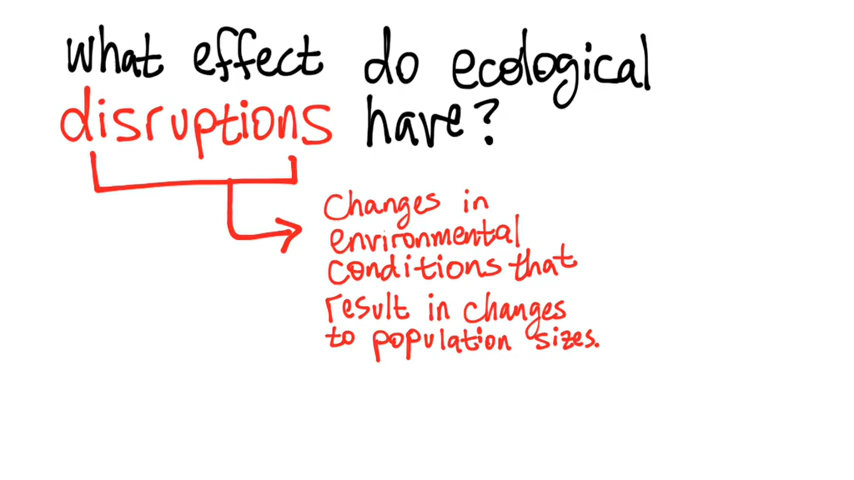 What effect do ecological
disruptions have?
Changes in
environmental
conditions that
result in changes
to population sizes.